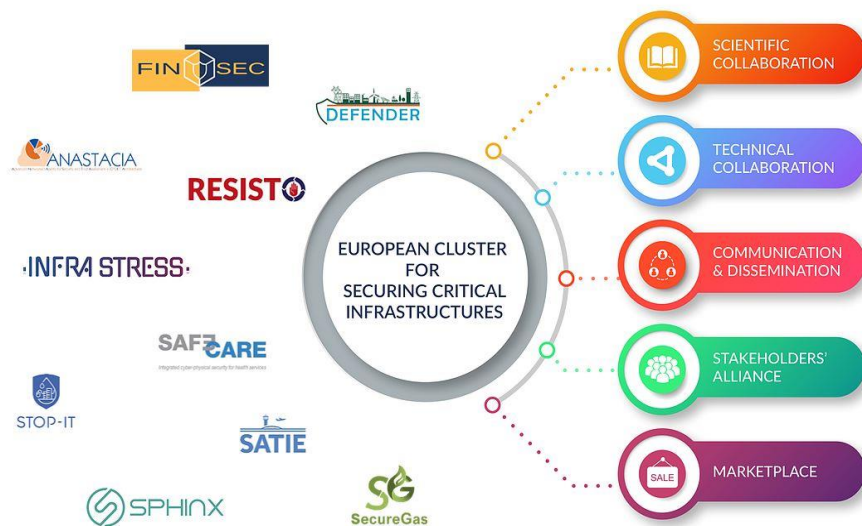 FINSEC
DEFENDER
ANASTACIA
RESISTO
INFRA STRESS
SAFECARE
Integrated cyber-physical security for health services
STOP-IT
SATIE
SPHINX
SG
SecureGas
EUROPEAN CLUSTER
FOR
SECURING CRITICAL
INFRASTRUCTURES
SCIENTIFIC
COLLABORATION
TECHNICAL
COLLABORATION
COMMUNICATION
& DISSEMINATION
STAKEHOLDERS'
ALLIANCE
SALE
MARKETPLACE